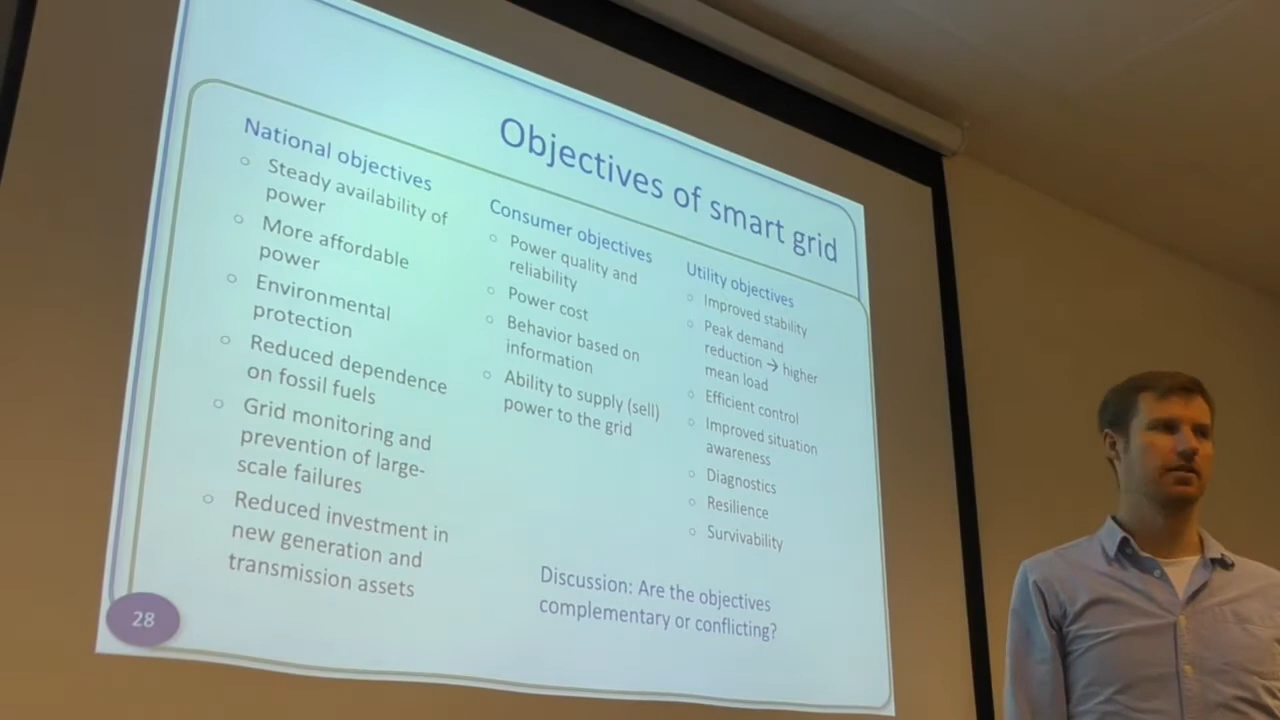 Objectives of smart grid
National objectives
○ Steady availability of
power
○ More affordable
power
○ Environmental
protection
○ Reduced dependence
on fossil fuels
○ Grid monitoring and
prevention of large-
scale failures
○ Reduced investment in
new generation and
transmission assets
Consumer objectives
○ Power quality and
reliability
○ Power cost
○ Behavior based on
information
○ Ability to supply (sell)
power to the grid
Utility objectives
○ Improved stability
○ Peak demand
reduction → higher
mean load
○ Efficient control
○ Improved situation
awareness
○ Diagnostics
○ Resilience
○ Survivability
Discussion: Are the objectives
complementary or conflicting?
28